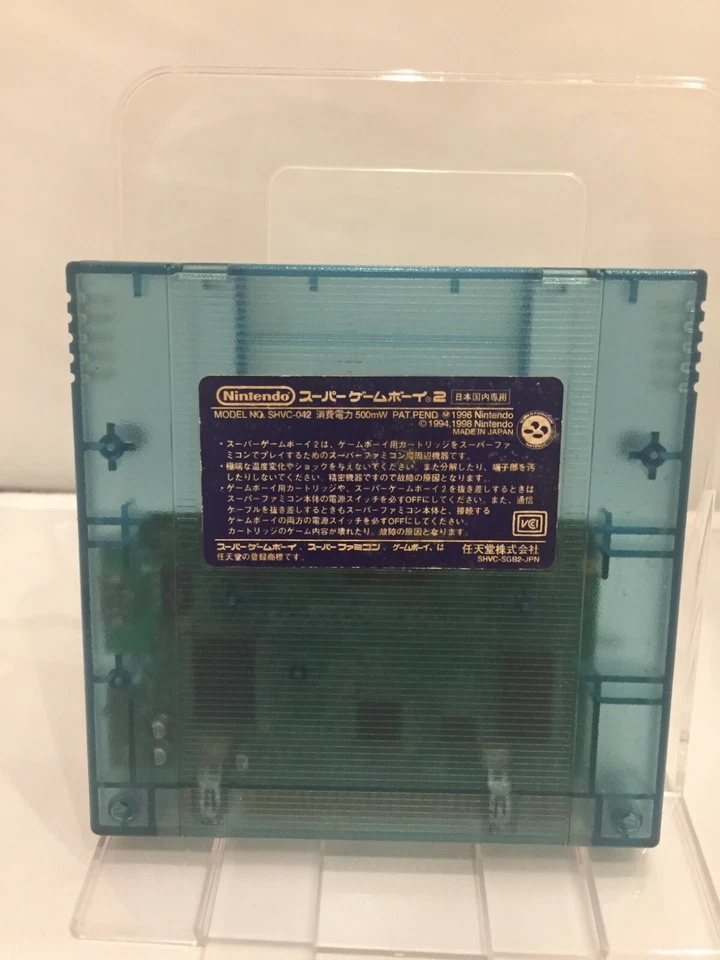 Nintendo スーパーゲームボーイ®2 日本国内専用
MODEL NO. SHVC-042 消費電力 500mW PAT.PEND Ⓜ1998 Nintendo
©1994,1998 Nintendo
MADE IN JAPAN
・スーパーゲームボーイ2は、ゲームボーイ用カートリッジをスーパーファ
ミコンでプレイするためのスーパーファミコン用周辺機器です。
・極端な温度変化やショックを与えないでください。また分解したり、端子部を汚
したりしないでください。精密機器ですので故障の原因となります。
・ゲームボーイ用カートリッジや、スーパーゲームボーイ2を抜き差しするときは
スーパーファミコン本体の電源スイッチを必ずOFFにしてください。また、通信
ケーブルを抜き差しするときもスーパーファミコン本体と、接続する
ゲームボーイの両方の電源スイッチを必ずOFFにしてください。
カートリッジのゲーム内容が壊れたり、故障の原因となります。
VCI
スーパーゲームボーイ、スーパーファミコン、ゲームボーイ、は
任天堂の登録商標です。
任天堂株式会社
SHVC-SGB2-JPN